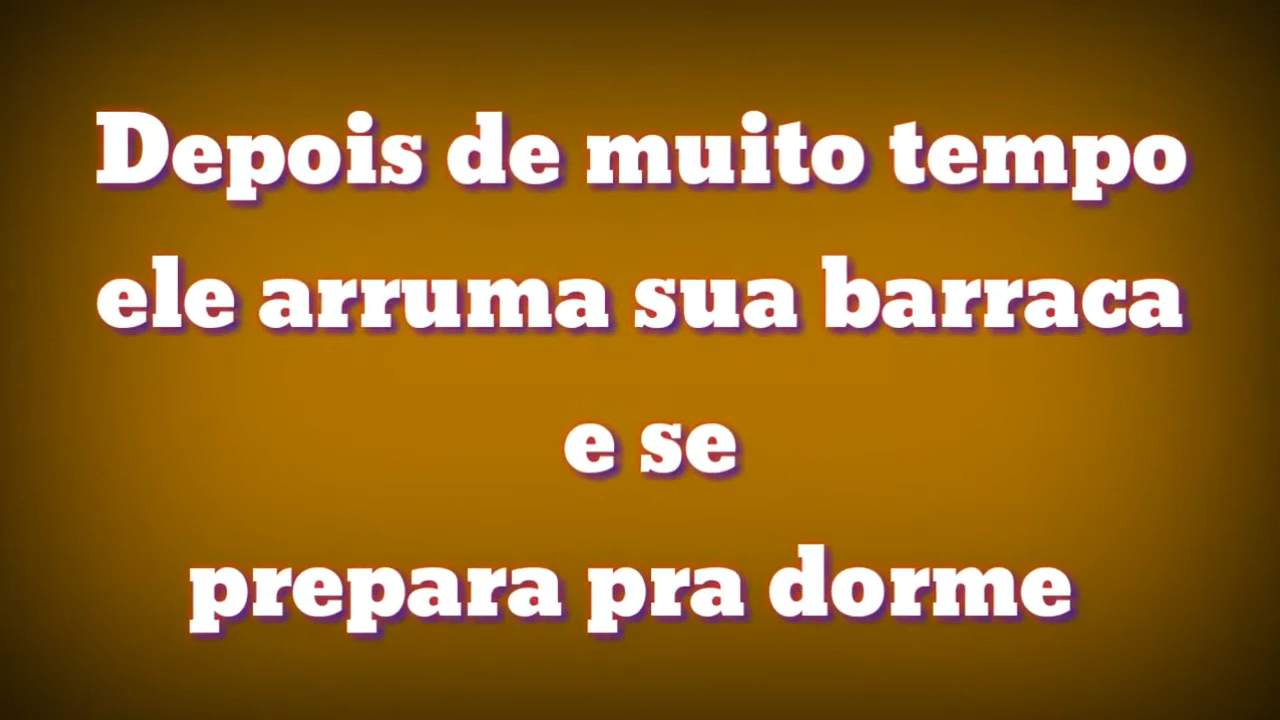 Depois de muito tempo
ele arruma sua barraca
e se
prepara pra dorme